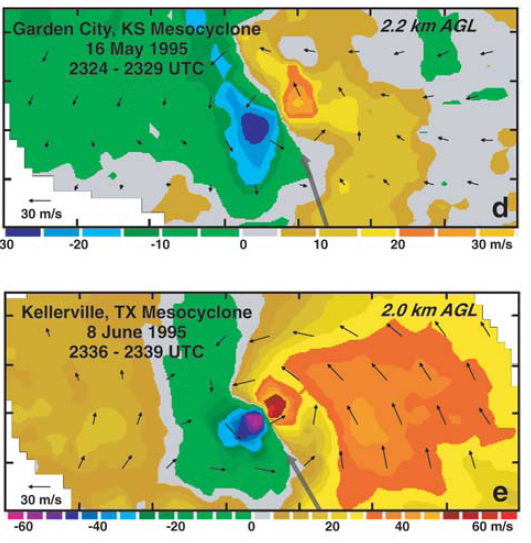 Garden City, KS Mesocyclone 2.2 km AGL
16 May 1995
2324 - 2329 UTC
30 m/s d
30 -20 -10 0 10 20 30 m/s
Kellerville, TX Mesocyclone 2.0 km AGL
8 June 1995
2336 - 2339 UTC
30 m/s e
-60 -40 -20 0 20 40 60 m/s